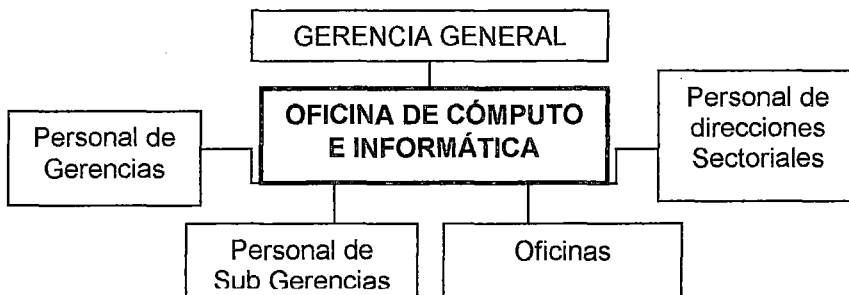 GERENCIA GENERAL
OFICINA DE CÓMPUTO
E INFORMÁTICA
Personal de
Gerencias
Personal de
direcciones
Sectoriales
Personal de
Sub Gerencias
Oficinas